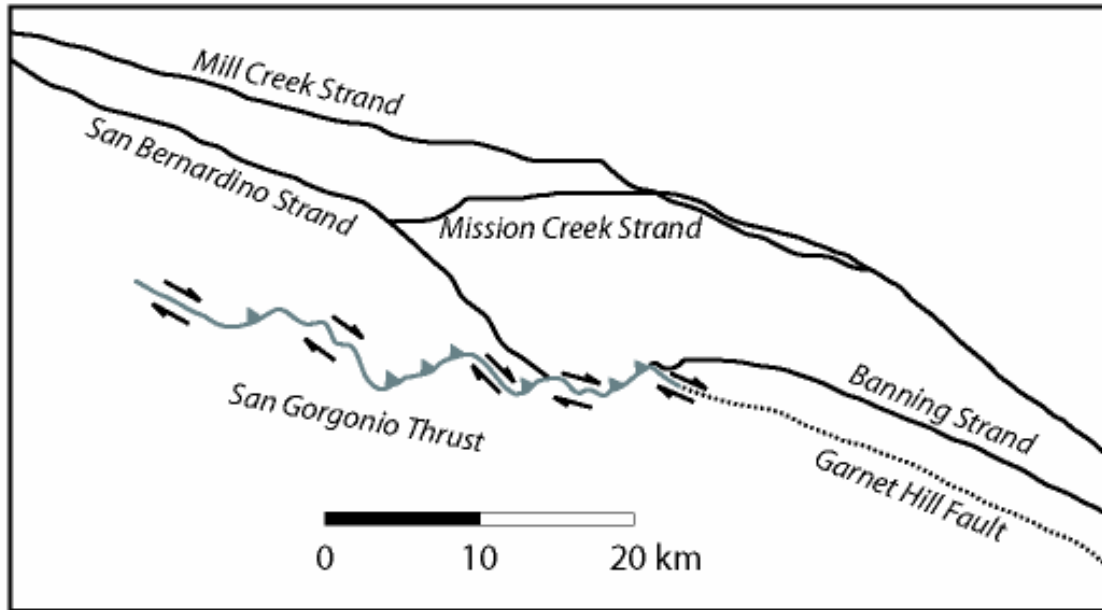 Mill Creek Strand
San Bernardino Strand
Mission Creek Strand
San Gorgonio Thrust
Banning Strand
Garnet Hill Fault
0 10 20 km